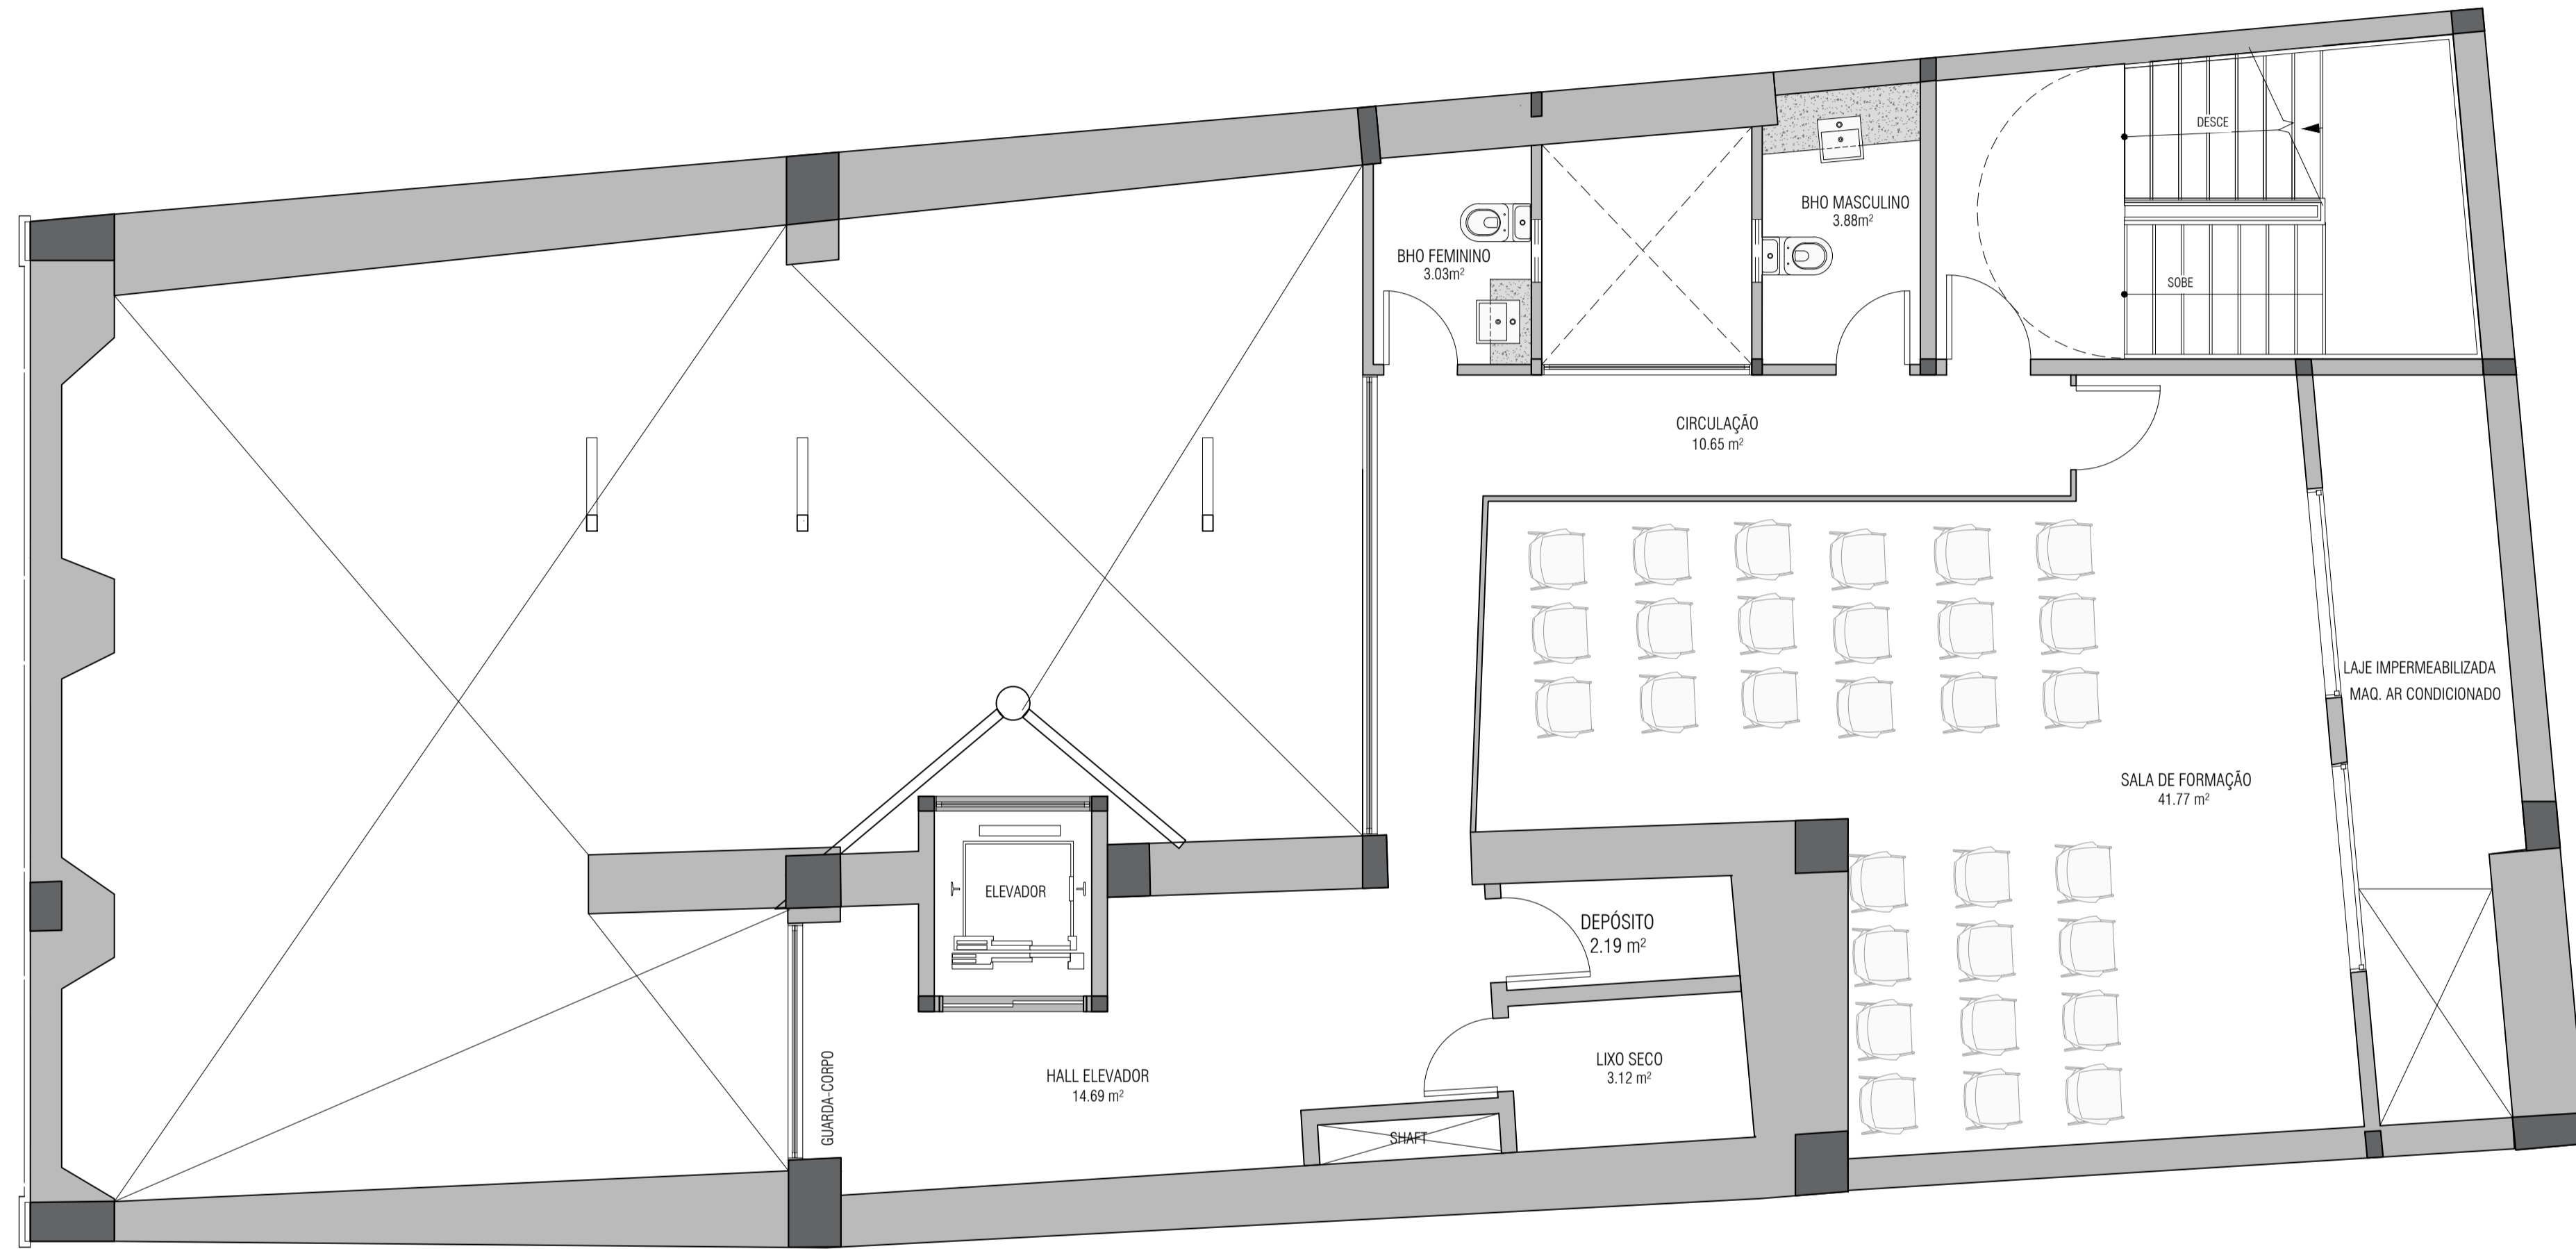 DESCE
BHO MASCULINO
3.88m²
BHO FEMININO
3.03m²
SOBE
CIRCULAÇÃO
10.65 m²
LAJE IMPERMEABILIZADA
MAQ. AR CONDICIONADO
SALA DE FORMAÇÃO
41.77 m²
ELEVADOR
DEPÓSITO
2.19 m²
LIXO SECO
3.12 m²
HALL ELEVADOR
14.69 m²
GUARDA-CORPO
SHAFT